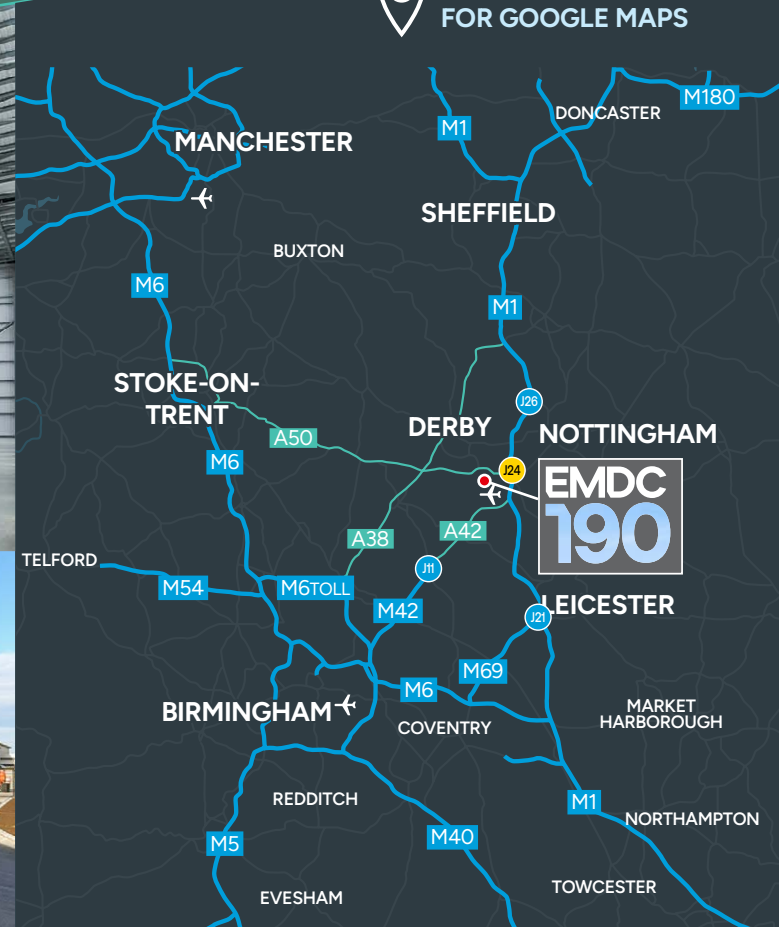 FOR GOOGLE MAPS
M180
DONCASTER
M1
MANCHESTER
SHEFFIELD
BUXTON
M6
M1
STOKE-ON-
TRENT
J26
DERBY
NOTTINGHAM
A50
M6
J24
EMDC
190
A38
A42
TELFORD
J11
M54
M6TOLL
M42
LEICESTER
J21
M69
M6
BIRMINGHAM
COVENTRY
MARKET
HARBOROUGH
REDDITCH
M1
NORTHAMPTON
M5
M40
TOWCESTER
EVESHAM